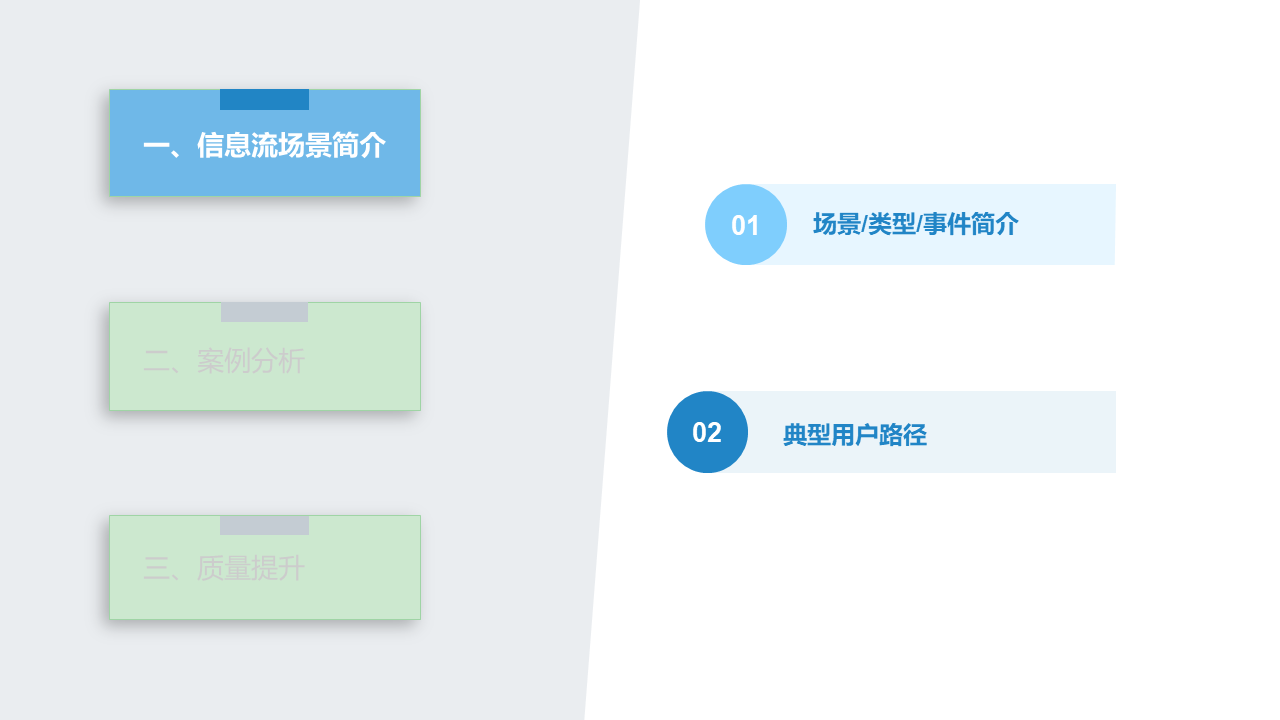 一、信息流场景简介
二、案例分析
三、质量提升
01
场景/类型/事件简介
02
典型用户路径